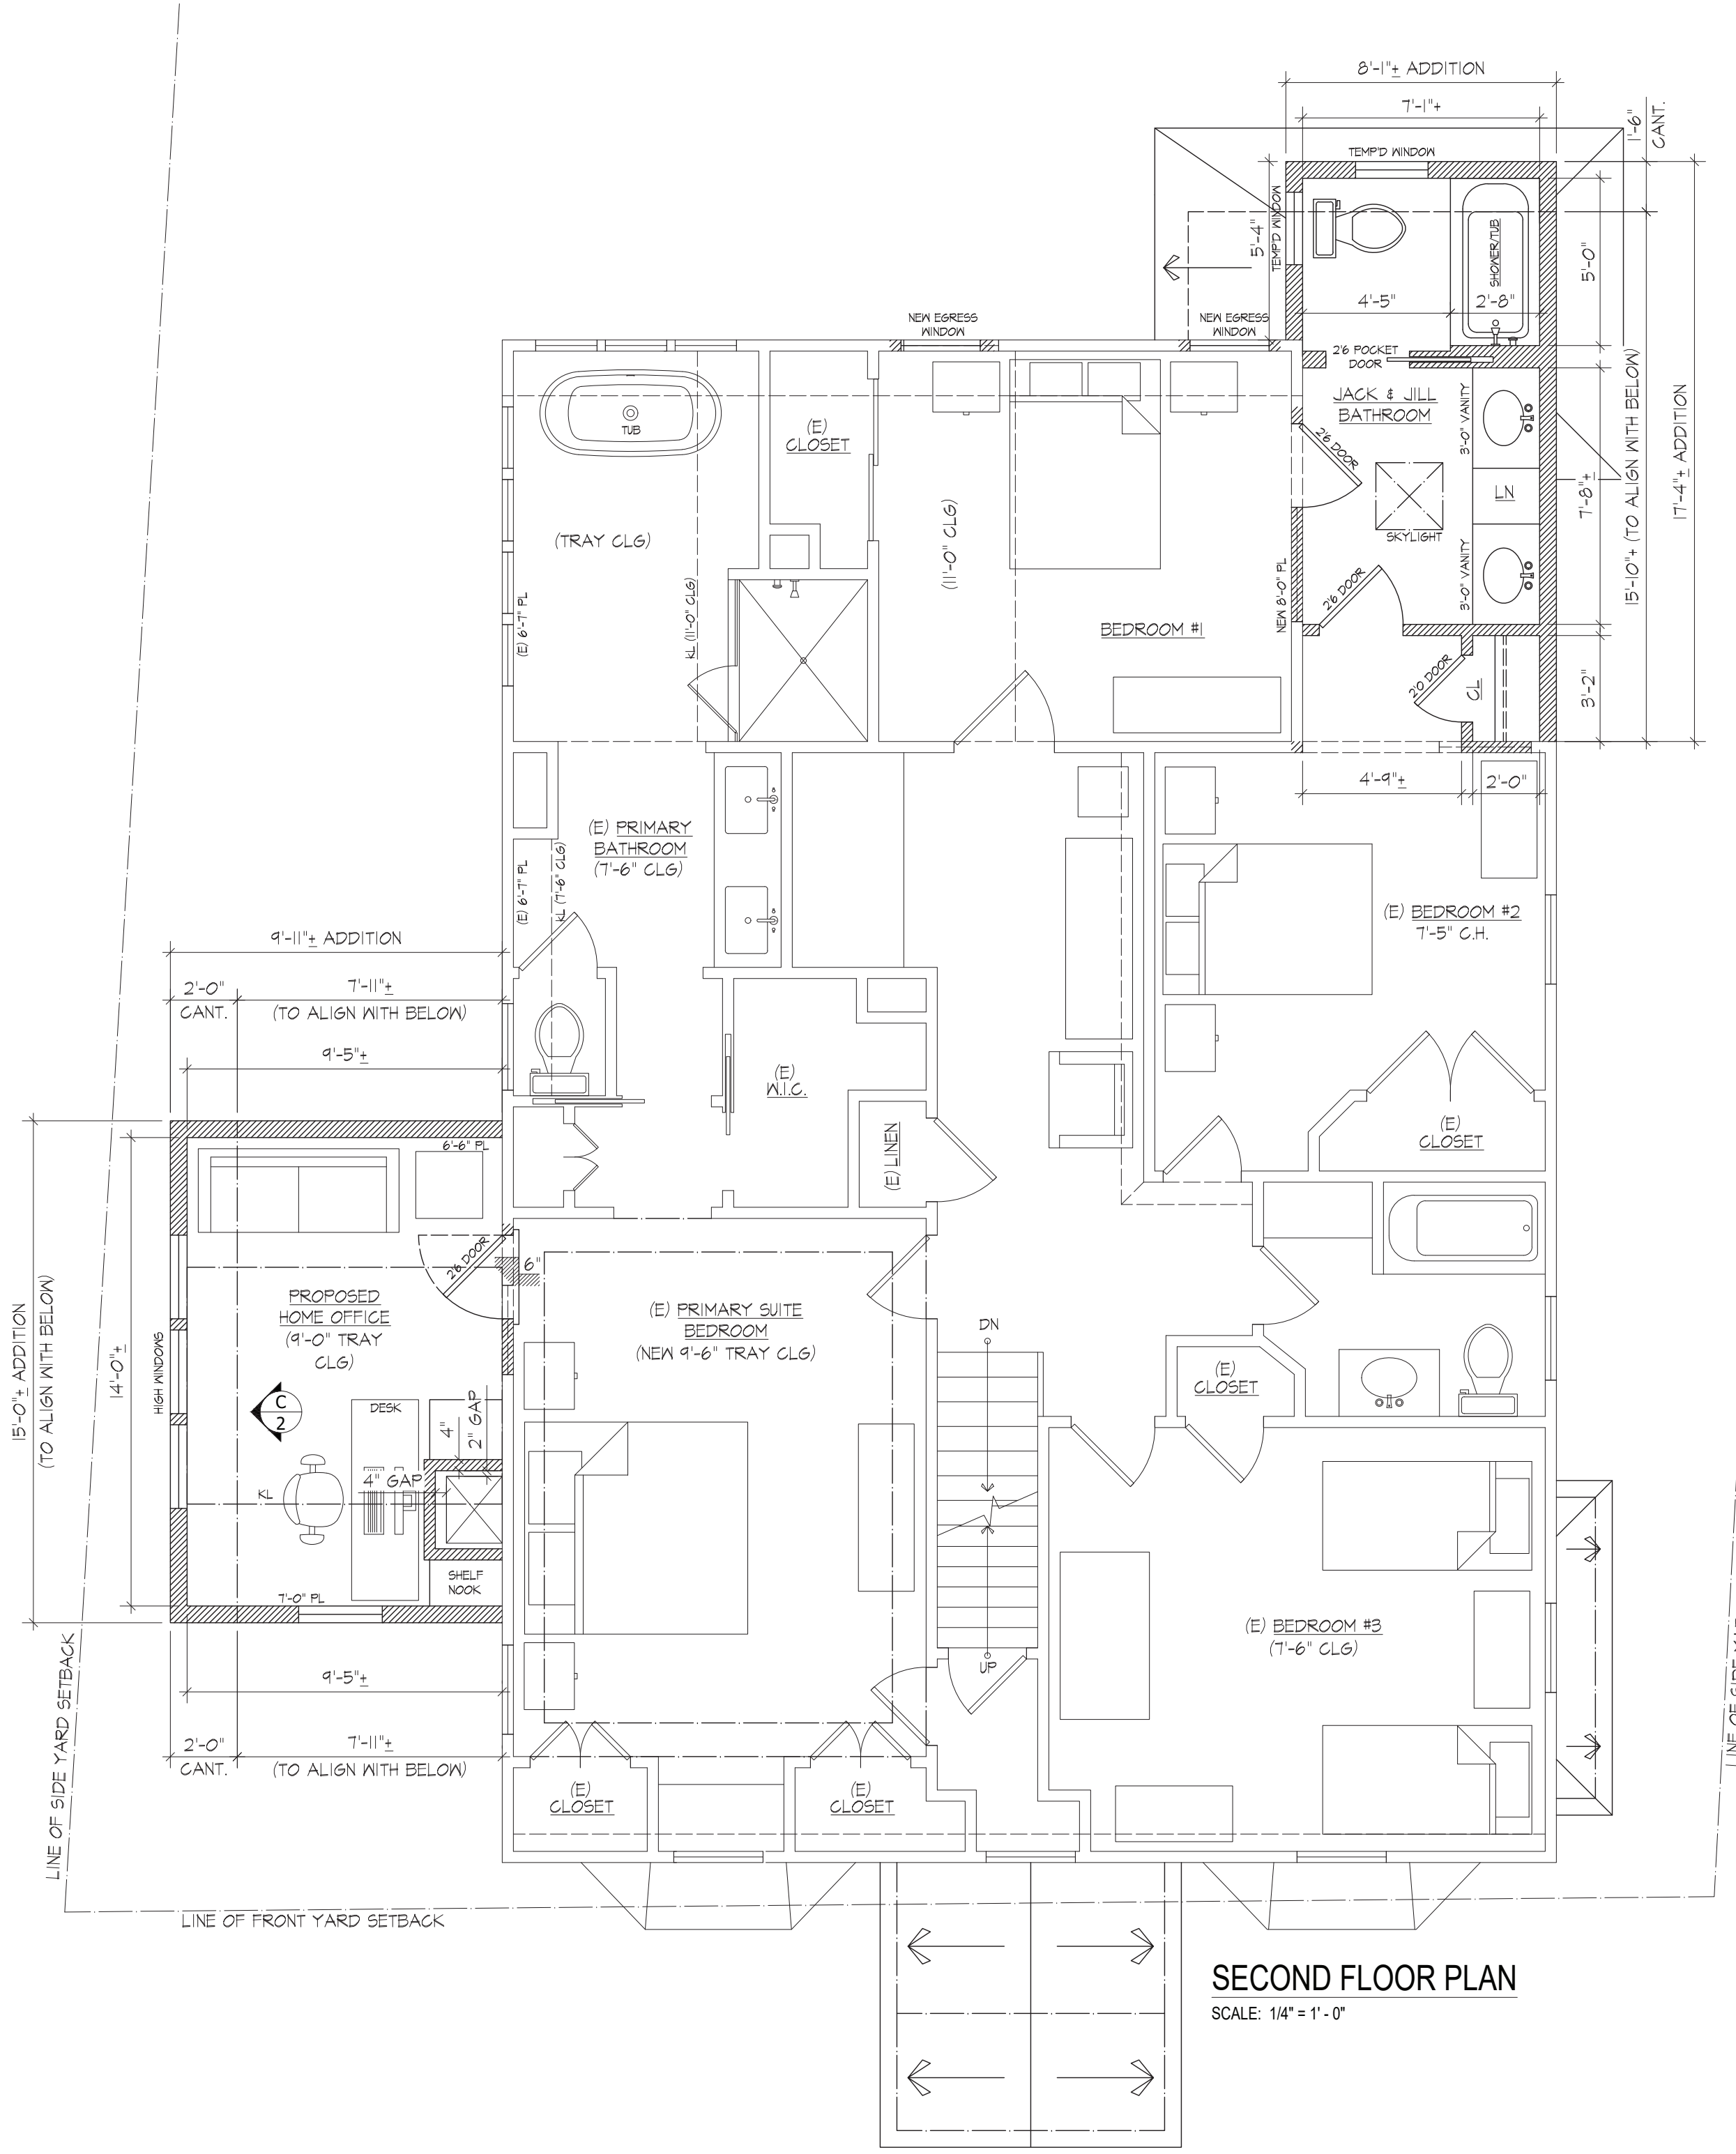 8'-1"± ADDITION
7'-1"±
1'-6"
CANT.
TEMP'D WINDOW
TEMP'D WINDOW
5'-4"
SHOWER/TUB
5'-0"
4'-5"
2'-8"
NEW EGRESS
WINDOW
NEW EGRESS
WINDOW
2'6 POCKET
DOOR
JACK & JILL
BATHROOM
3'-0" VANITY
2'6 DOOR
LN
SKYLIGHT
7'-8"±
15'-10"± (TO ALIGN WITH BELOW)
17'-4"± ADDITION
TUB
(E)
CLOSET
(TRAY CLG)
(11'-0" CLG)
(E) 6'-7" PL
KL (11'-0" CLG)
BEDROOM #1
NEW 8'-0" PL
2'6 DOOR
3'-0" VANITY
2'0 DOOR
CL
3'-2"
4'-9"±
2'-0"
(E) PRIMARY
BATHROOM
(7'-6" CLG)
(E) 6'-7" PL
KL (7'-6" CLG)
(E) BEDROOM #2
7'-5" C.H.
9'-11"± ADDITION
2'-0"
CANT.
7'-11"±
(TO ALIGN WITH BELOW)
9'-5"±
(E)
W.I.C.
(E) LINEN
(E)
CLOSET
6'-6" PL
2'6 DOOR
6"
PROPOSED
HOME OFFICE
(9'-0" TRAY
CLG)
15'-0"± ADDITION
(TO ALIGN WITH BELOW)
14'-0"±
HIGH WINDOWS
(E) PRIMARY SUITE
BEDROOM
(NEW 9'-6" TRAY CLG)
DN
(E)
CLOSET
C
2
DESK
4"
2" GAP
4" GAP
KL
SHELF
NOOK
7'-0" PL
(E) BEDROOM #3
(7'-6" CLG)
UP
9'-5"±
2'-0"
CANT.
7'-11"±
(TO ALIGN WITH BELOW)
(E)
CLOSET
(E)
CLOSET
LINE OF SIDE YARD SETBACK
LINE OF FRONT YARD SETBACK
SECOND FLOOR PLAN
SCALE: 1/4" = 1' - 0"
LINE OF SIDE